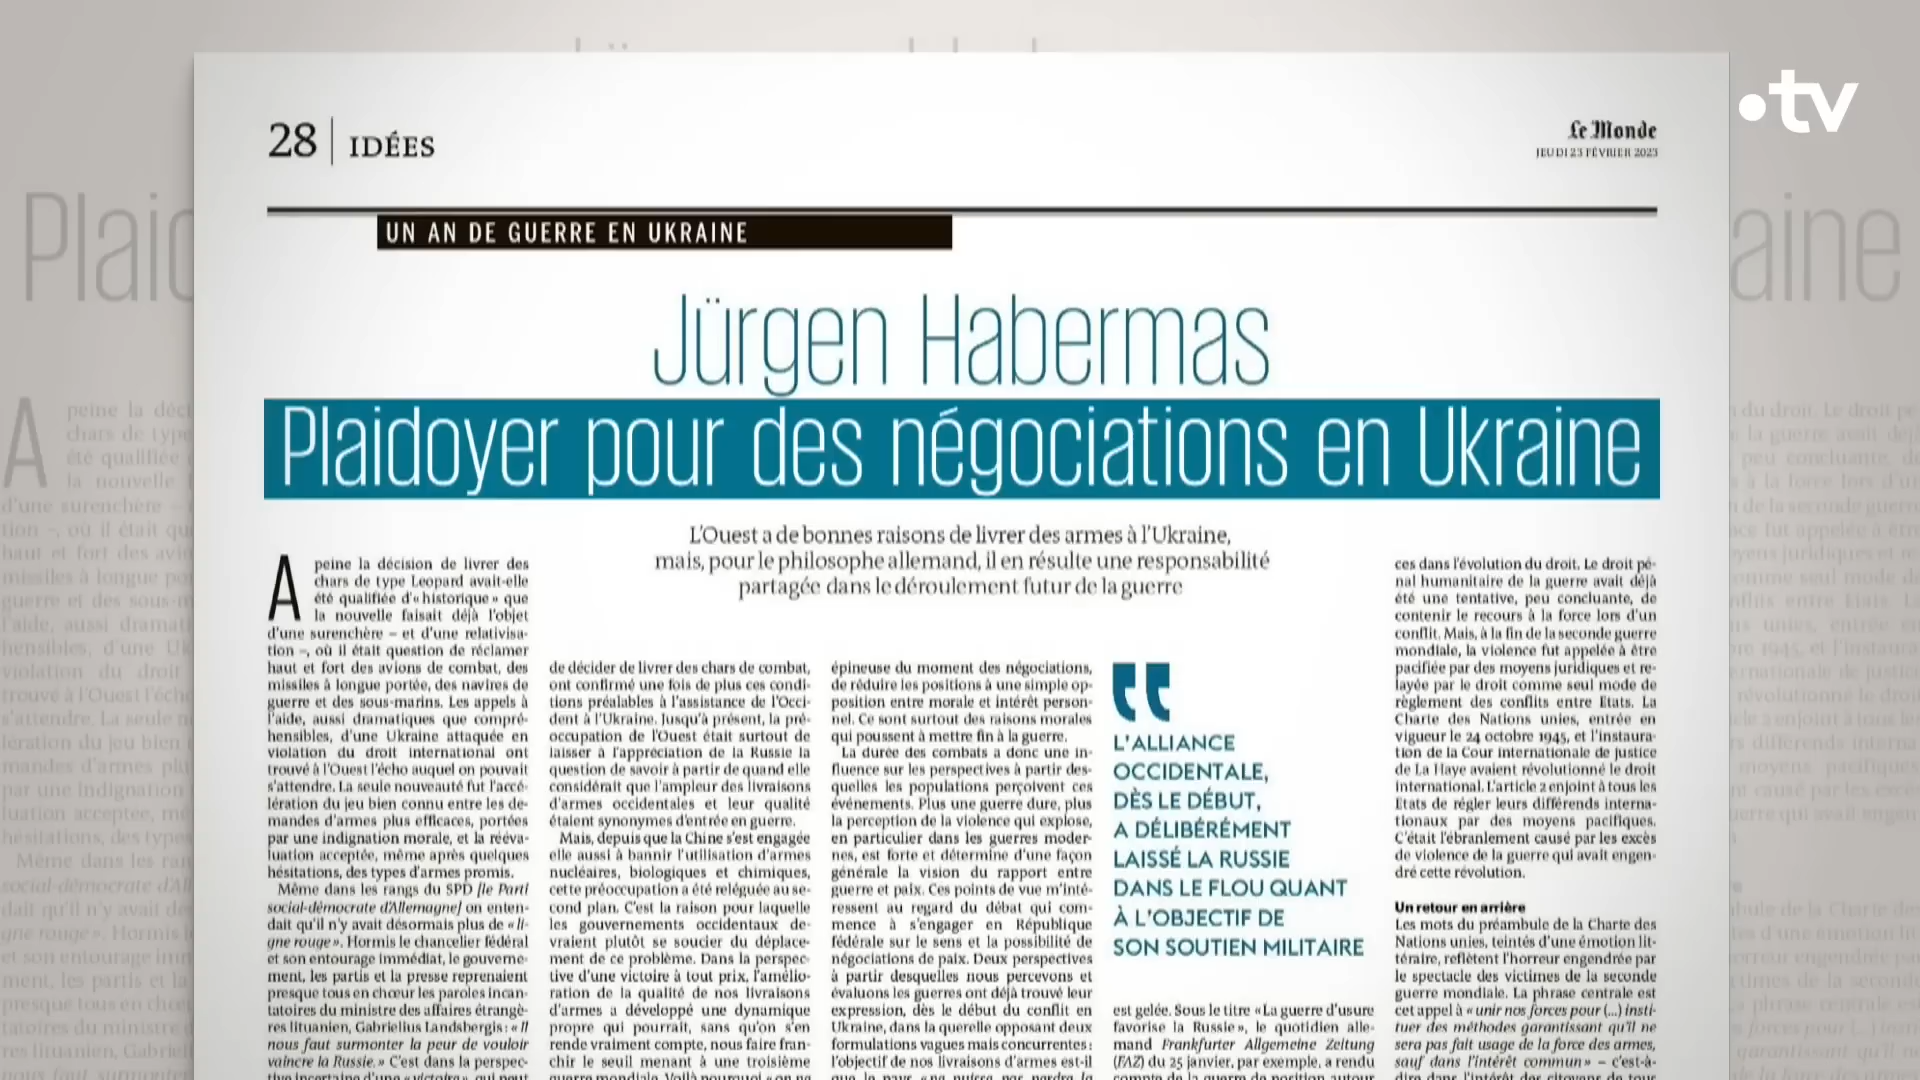 28 | IDÉES
Le Monde
JEUDI 23 FÉVRIER 2023
.tv
UN AN DE GUERRE EN UKRAINE
Jürgen Habermas
Plaidoyer pour des négociations en Ukraine
L'Ouest a de bonnes raisons de livrer des armes à l'Ukraine,
mais, pour le philosophe allemand, il en résulte une responsabilité
partagée dans le déroulement futur de la guerre
A peine la décision de livrer des
chars de type Leopard avait-elle
été qualifiée d'« historique » que
la nouvelle faisait déjà l'objet
d'une surenchère – et d'une relativisa-
tion –, où il était question de réclamer
haut et fort des avions de combat, des
missiles à longue portée, des navires de
guerre et des sous-marins. Les appels à
l'aide, aussi dramatiques que compré-
hensibles, d'une Ukraine attaquée en
violation du droit international ont
trouvé à l'Ouest l'écho auquel on pouvait
s'attendre. La seule nouveauté fut l'accé-
lération du jeu bien connu entre les de-
mandes d'armes plus efficaces, portées
par une indignation morale, et la rééva-
luation acceptée, même après quelques
hésitations, des types d'armes promis.
Même dans les rangs du SPD [le Parti
social-démocrate d'Allemagne] on enten-
dait qu'il n'y avait désormais plus de « li-
gne rouge ». Hormis le chancelier fédéral
et son entourage immédiat, le gouverne-
ment, les partis et la presse reprenaient
presque tous en chœur les paroles incan-
tatoires du ministre des affaires étrangè-
res lituanien, Gabrielius Landsbergis : « Il
nous faut surmonter la peur de vouloir
vaincre la Russie. » C'est dans la perspec-
tive incertaine d'une « victoire », qui peut
de décider de livrer des chars de combat,
ont confirmé une fois de plus ces condi-
tions préalables à l'assistance de l'Occi-
dent à l'Ukraine. Jusqu'à présent, la pré-
occupation de l'Ouest était surtout de
laisser à l'appréciation de la Russie la
question de savoir à partir de quand elle
considérait que l'ampleur des livraisons
d'armes occidentales et leur qualité
étaient synonymes d'entrée en guerre.
Mais, depuis que la Chine s'est engagée
elle aussi à bannir l'utilisation d'armes
nucléaires, biologiques et chimiques,
cette préoccupation a été reléguée au se-
cond plan. C'est la raison pour laquelle
les gouvernements occidentaux de-
vraient plutôt se soucier du déplace-
ment de ce problème. Dans la perspec-
tive d'une victoire à tout prix, l'amélio-
ration de la qualité de nos livraisons
d'armes a développé une dynamique
propre qui pourrait, sans qu'on s'en
rende vraiment compte, nous faire fran-
chir le seuil menant à une troisième
guerre mondiale. Voilà pourquoi « on ne
épineuse du moment des négociations,
de réduire les positions à une simple op-
position entre morale et intérêt person-
nel. Ce sont surtout des raisons morales
qui poussent à mettre fin à la guerre.
La durée des combats a donc une in-
fluence sur les perspectives à partir des-
quelles les populations perçoivent ces
événements. Plus une guerre dure, plus
la perception de la violence qui explose,
en particulier dans les guerres moder-
nes, est forte et détermine d'une façon
générale la vision du rapport entre
guerre et paix. Ces points de vue m'inté-
ressent au regard du débat qui com-
mence à s'engager en République
fédérale sur le sens et la possibilité de
négociations de paix. Deux perspectives
à partir desquelles nous percevons et
évaluons les guerres ont déjà trouvé leur
expression, dès le début du conflit en
Ukraine, dans la querelle opposant deux
formulations vagues mais concurrentes :
l'objectif de nos livraisons d'armes est-il
que le pays « ne puisse pas perdre la
L'ALLIANCE
OCCIDENTALE,
DÈS LE DÉBUT,
A DÉLIBÉRÉMENT
LAISSÉ LA RUSSIE
DANS LE FLOU QUANT
À L'OBJECTIF DE
SON SOUTIEN MILITAIRE
est gelée. Sous le titre « La guerre d'usure
favorise la Russie », le quotidien alle-
mand Frankfurter Allgemeine Zeitung
(FAZ) du 25 janvier, par exemple, a rendu
compte de la guerre de position autour
ces dans l'évolution du droit. Le droit pé-
nal humanitaire de la guerre avait déjà
été une tentative, peu concluante, de
contenir le recours à la force lors d'un
conflit. Mais, à la fin de la seconde guerre
mondiale, la violence fut appelée à être
pacifiée par des moyens juridiques et re-
layée par le droit comme seul mode de
règlement des conflits entre Etats. La
Charte des Nations unies, entrée en
vigueur le 24 octobre 1945, et l'instaura-
tion de la Cour internationale de justice
de La Haye avaient révolutionné le droit
international. L'article 2 enjoint à tous les
Etats de régler leurs différends interna-
tionaux par des moyens pacifiques.
C'était l'ébranlement causé par les excès
de violence de la guerre qui avait engen-
dré cette révolution.
Un retour en arrière
Les mots du préambule de la Charte des
Nations unies, teintés d'une émotion lit-
téraire, reflètent l'horreur engendrée par
le spectacle des victimes de la seconde
guerre mondiale. La phrase centrale est
cet appel à « unir nos forces pour (…) insti-
tuer des méthodes garantissant qu'il ne
sera pas fait usage de la force des armes,
sauf dans l'intérêt commun » – c'est-à-
dire dans l'intérêt des citoyens de tous